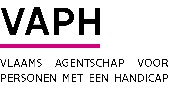 VAPH
VLAAMS AGENTSCHAP VOOR
PERSONEN MET EEN HANDICAP